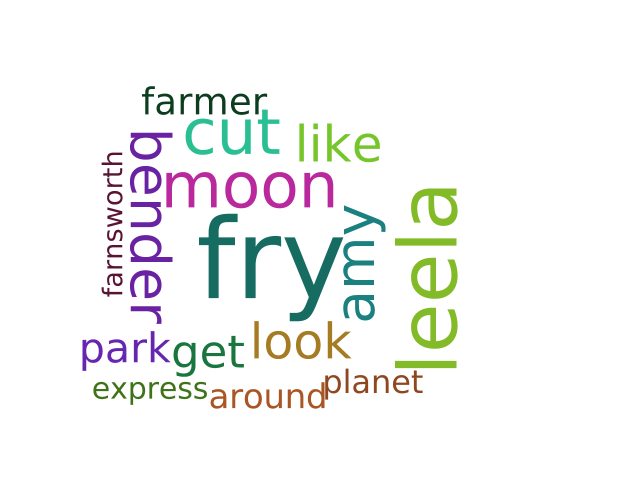 farmer
cut
like
bender
farnsworth
moon
fry
amy
leela
park
get
look
express
around
planet